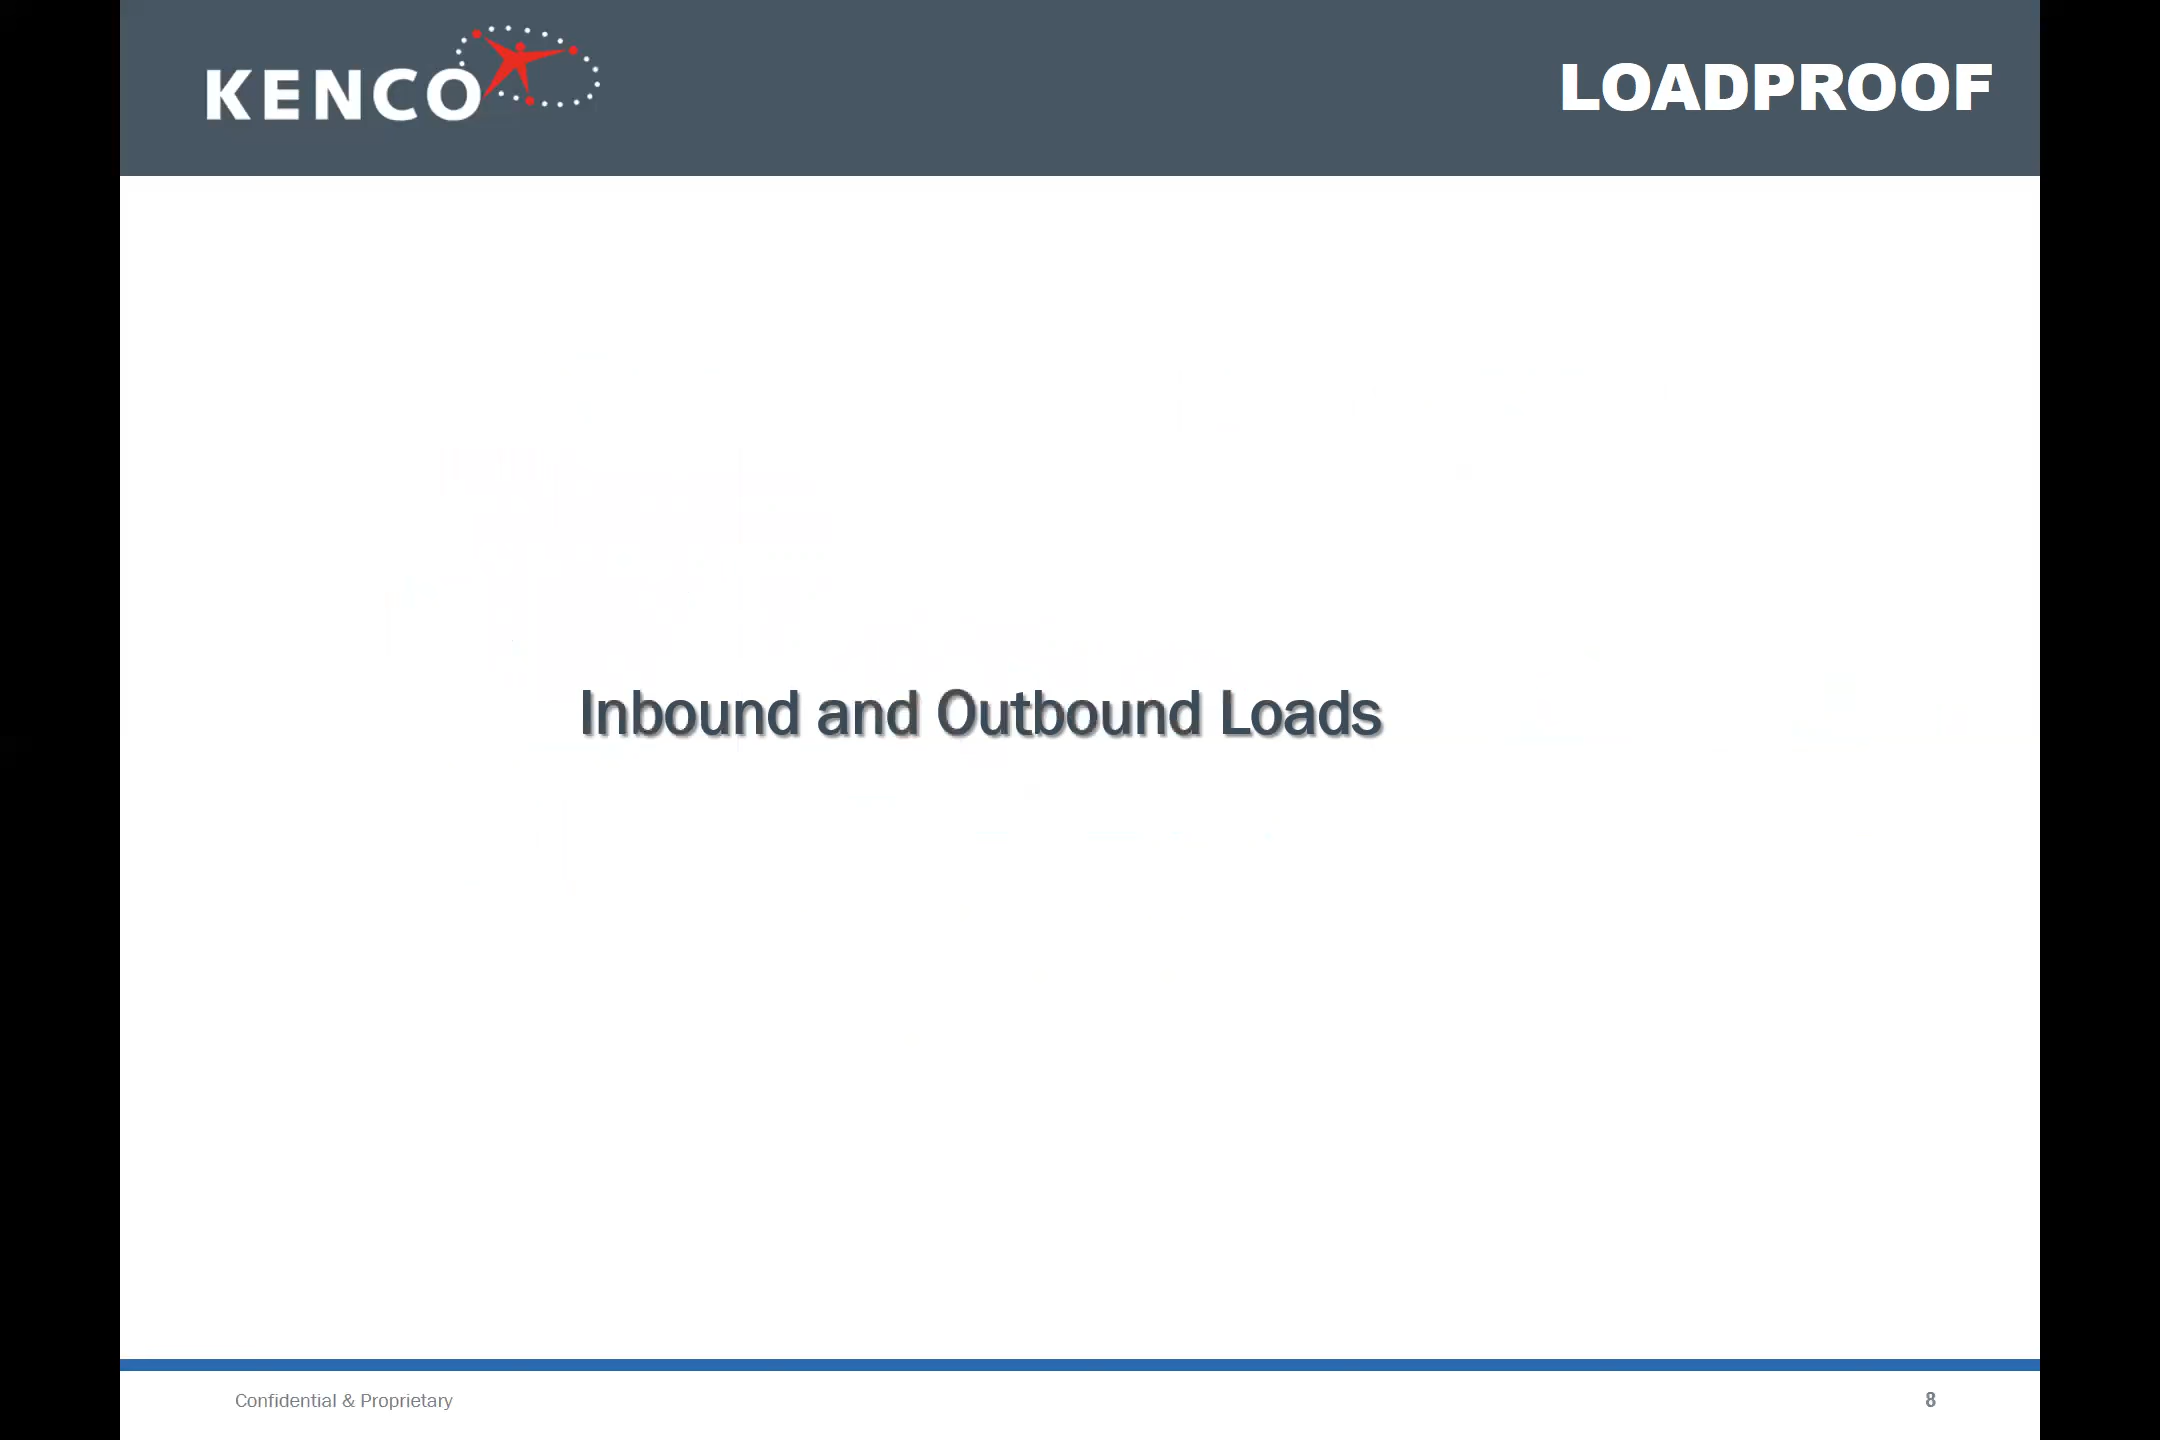 KENCO
LOADPROOF
Inbound and Outbound Loads
Confidential & Proprietary
8